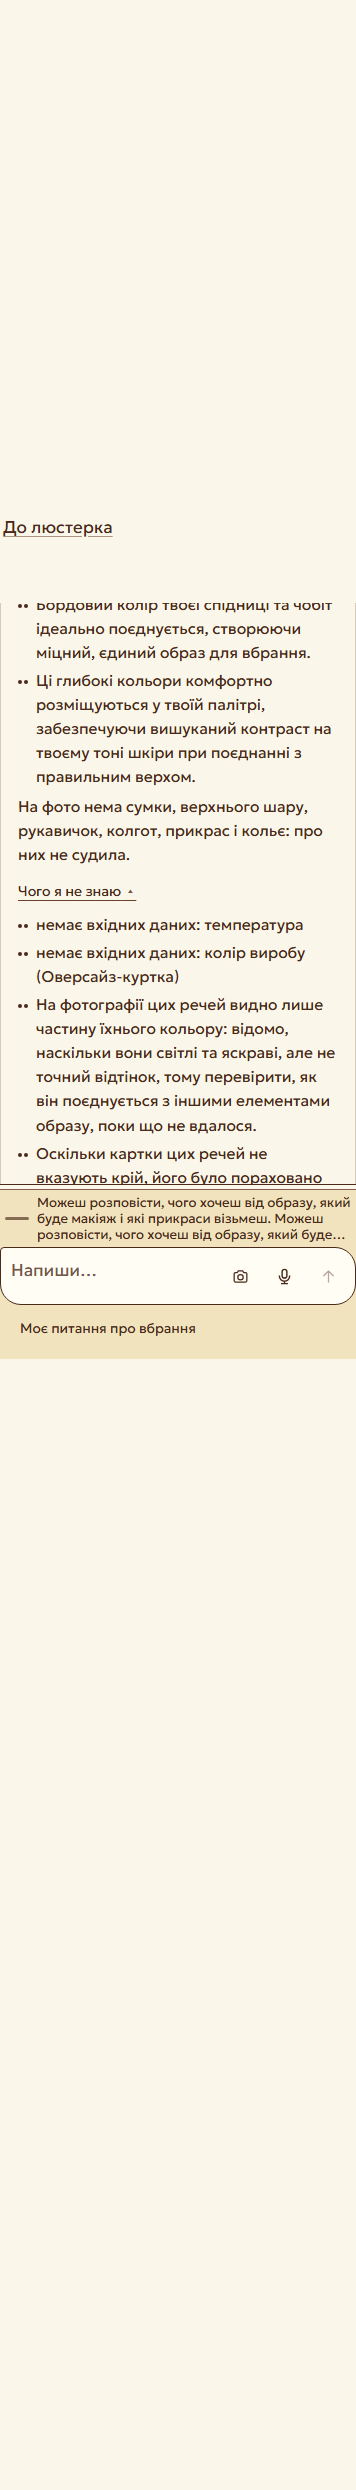 До люстерка
Бордовий колір твоєї спідниці та чобіт
ідеально поєднується, створюючи
міцний, єдиний образ для вбрання.
Ці глибокі кольори комфортно
розміщуються у твоїй палітрі,
забезпечуючи вишуканий контраст на
твоєму тоні шкіри при поєднанні з
правильним верхом.
На фото нема сумки, верхнього шару,
рукавичок, колгот, прикрас і кольє: про
них не судила.
Чого я не знаю
немає вхідних даних: температура
немає вхідних даних: колір виробу
(Оверсайз-куртка)
На фотографії цих речей видно лише
частину їхнього кольору: відомо,
наскільки вони світлі та яскраві, але не
точний відтінок, тому перевірити, як
він поєднується з іншими елементами
образу, поки що не вдалося.
Оскільки картки цих речей не
вказують крій, його було пораховано
Можеш розповісти, чого хочеш від образу, який
буде макіяж і які прикраси візьмеш. Можеш
розповісти, чого хочеш від образу, який буде…
Напиши…
Моє питання про вбрання